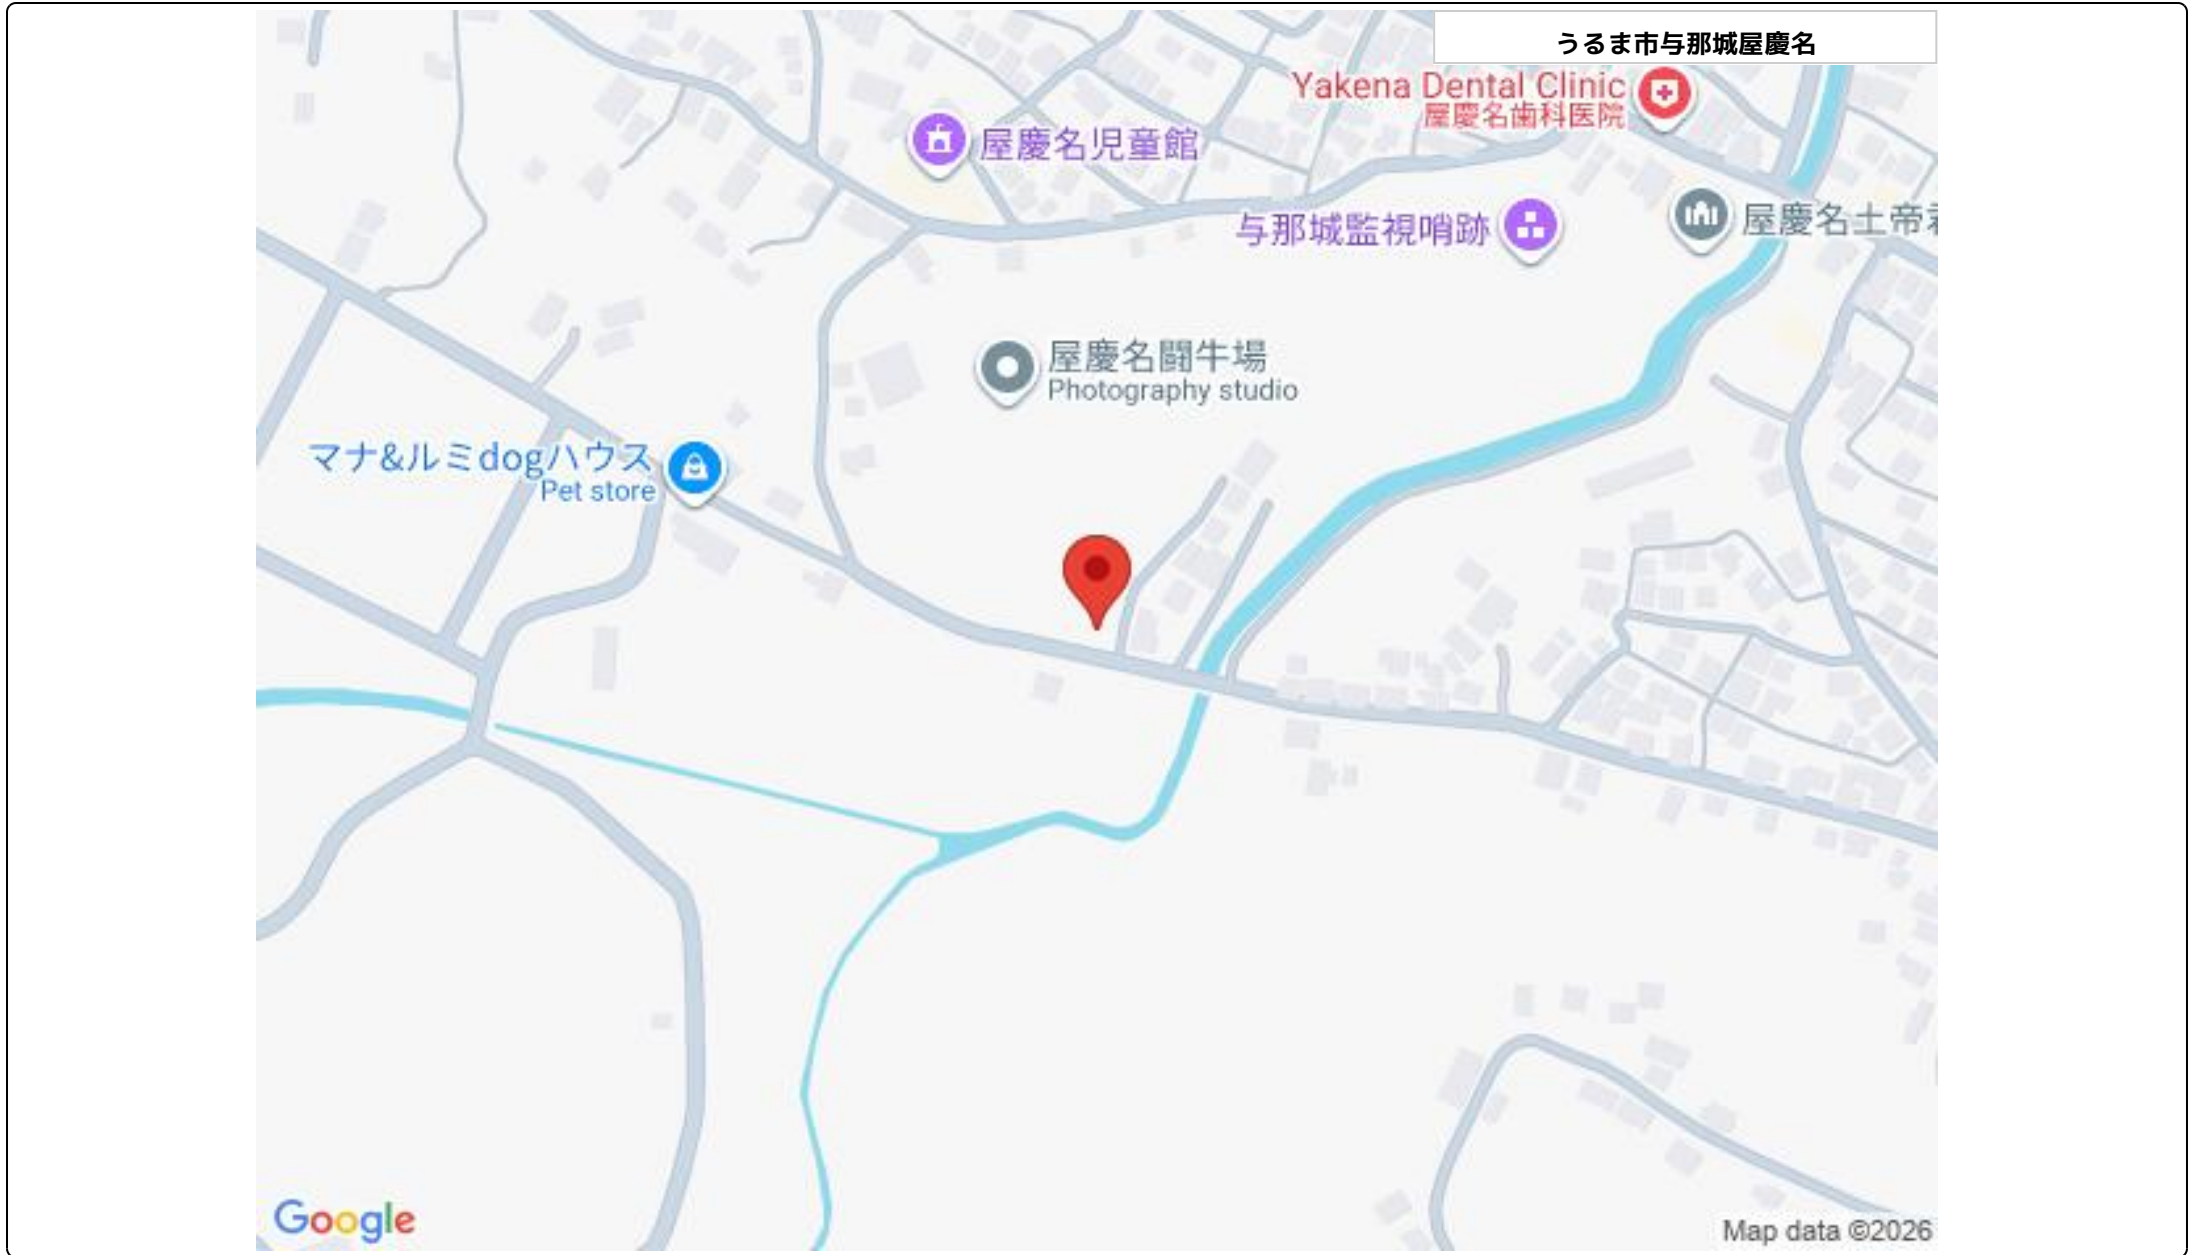 うるま市与那城屋慶名
Yakena Dental Clinic
屋慶名歯科医院
屋慶名児童館
与那城監視哨跡
屋慶名土帝君
屋慶名闘牛場
Photography studio
マナ&ルミdogハウス
Pet store
Google
Map data ©2026